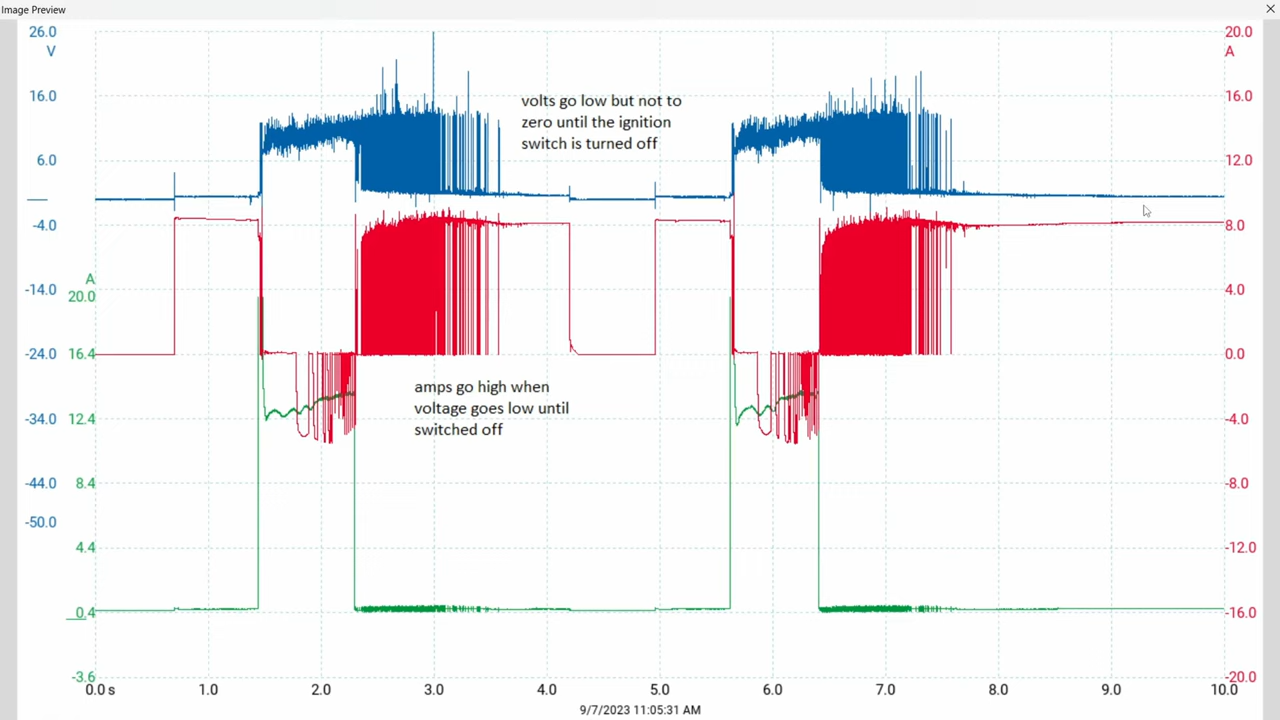 Image Preview
26.0
20.0
V
A
16.0
16.0
volts go low but not to
zero until the ignition
switch is turned off
6.0
12.0
-4.0
8.0
A
-14.0
20.0
4.0
-24.0
16.4
0.0
amps go high when
voltage goes low until
switched off
-34.0
12.4
-4.0
-44.0
8.4
-8.0
-50.0
4.4
-12.0
0.4
-16.0
-3.6
-20.0
0.0 s 1.0 2.0 3.0 4.0 5.0 6.0 7.0 8.0 9.0 10.0
9/7/2023 11:05:31 AM